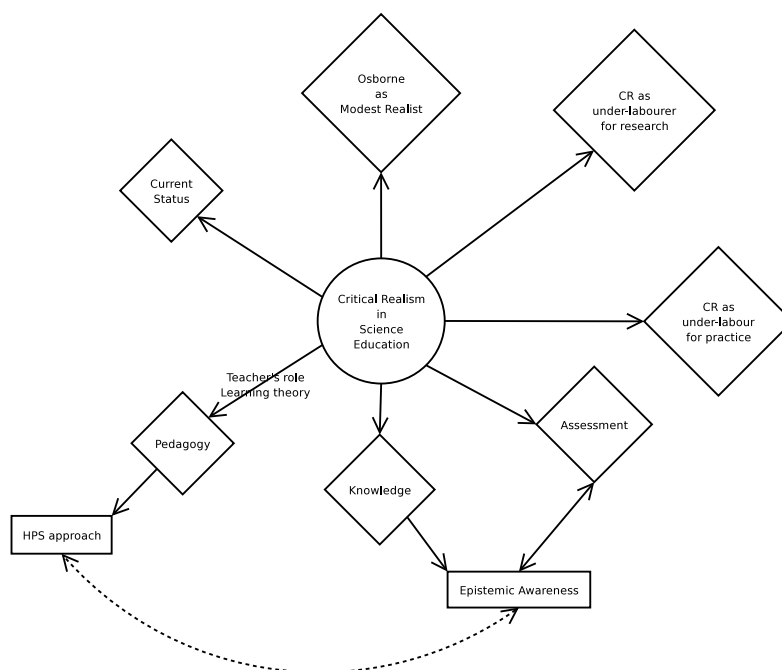 Osborne
as
Modest Realist
CR as
under-labourer
for research
Current
Status
Critical Realism
in
Science
Education
CR as
under-labour
for practice
Teacher's role
Learning theory
Pedagogy
Assessment
Knowledge
HPS approach
Epistemic Awareness